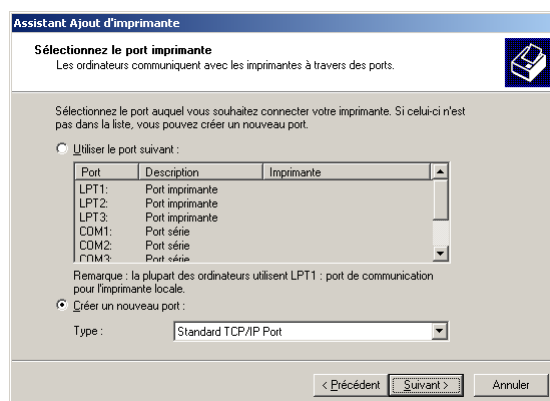 Assistant Ajout d'imprimante
Sélectionnez le port imprimante
Les ordinateurs communiquent avec les imprimantes à travers des ports.
Sélectionnez le port auquel vous souhaitez connecter votre imprimante. Si celui-ci n'est
pas dans la liste, vous pouvez créer un nouveau port.
Utiliser le port suivant :
Port Description Imprimante
LPT1: Port imprimante
LPT2: Port imprimante
LPT3: Port imprimante
COM1: Port série
COM2: Port série
COM3: Port série
Remarque : la plupart des ordinateurs utilisent LPT1 : port de communication
pour l'imprimante locale.
Créer un nouveau port :
Type : Standard TCP/IP Port
< Précédent Suivant > Annuler